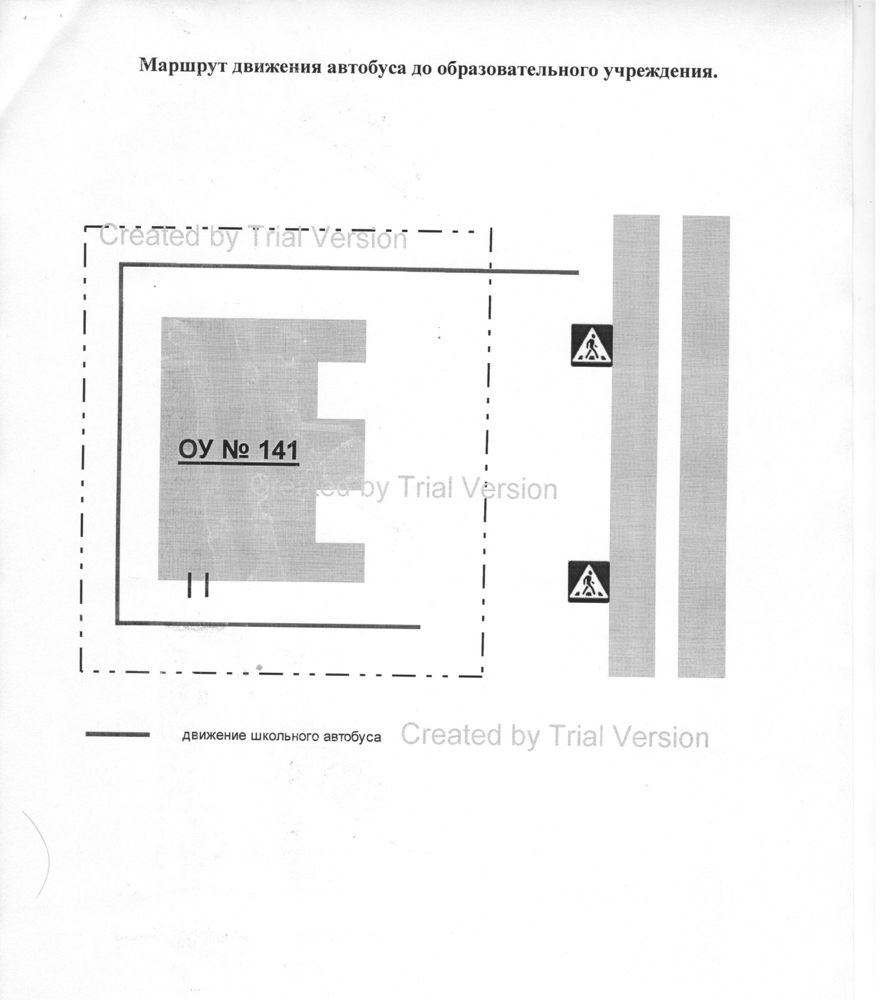 Маршрут движения автобуса до образовательного учреждения.
Created by Trial Version
ОУ № 141
Created by Trial Version
движение школьного автобуса
Created by Trial Version